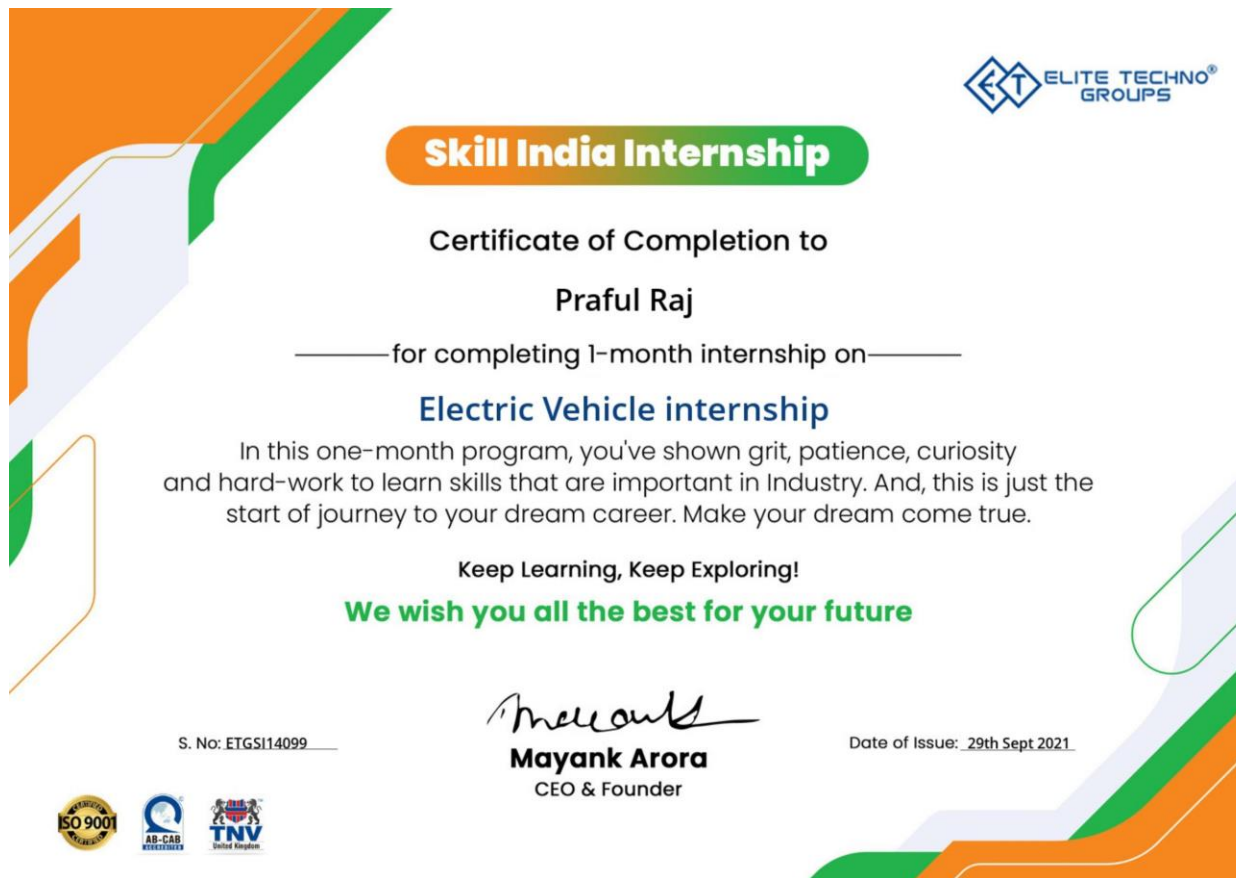 ET ELITE TECHNO®
GROUPS
Skill India Internship
Certificate of Completion to
Praful Raj
for completing 1-month internship on
Electric Vehicle internship
In this one-month program, you've shown grit, patience, curiosity
and hard-work to learn skills that are important in Industry. And, this is just the
start of journey to your dream career. Make your dream come true.
Keep Learning, Keep Exploring!
We wish you all the best for your future
S. No: ETGSI14099
Mayank Arora
CEO & Founder
Date of Issue: 29th Sept 2021
CERTIFIED
ISO 9001
CERTIFIED
AB-CAB
ACCREDITED
TNV
United Kingdom